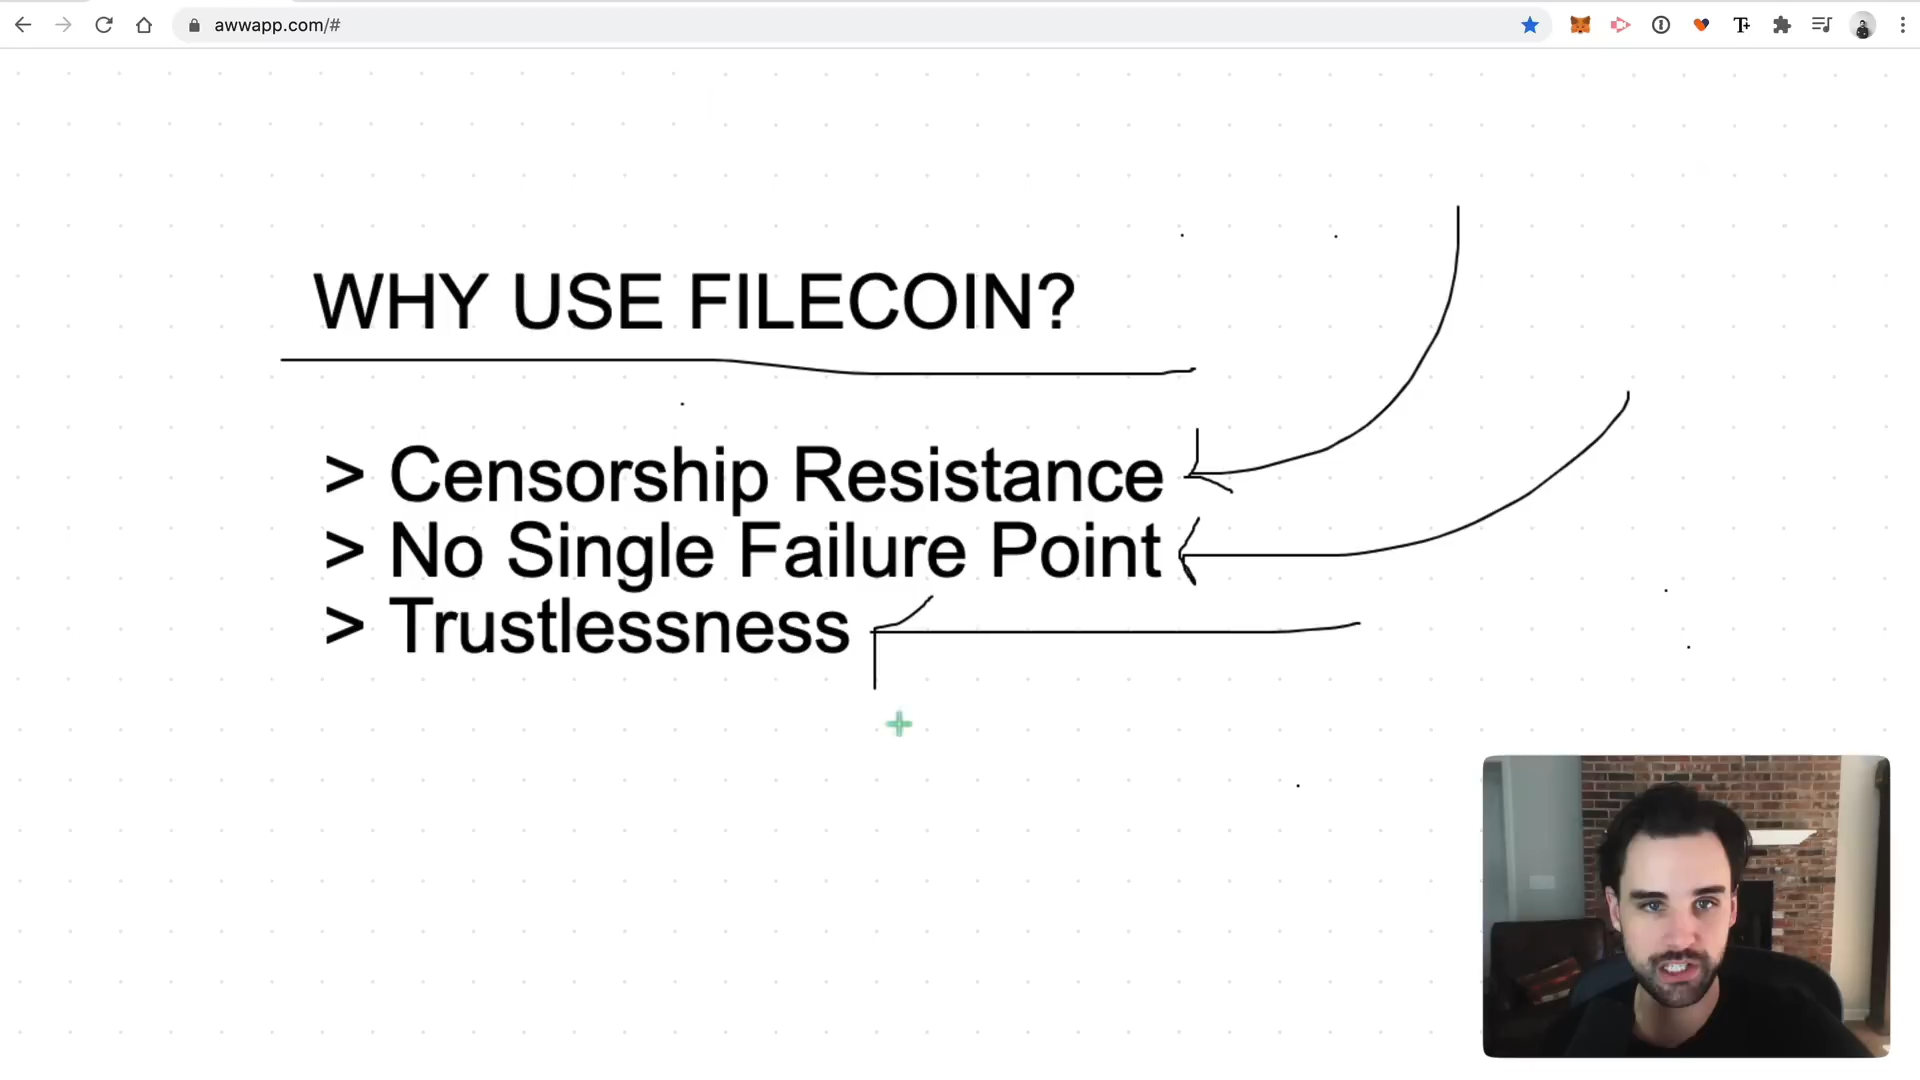 awwapp.com/#
WHY USE FILECOIN?
> Censorship Resistance
> No Single Failure Point
> Trustlessness